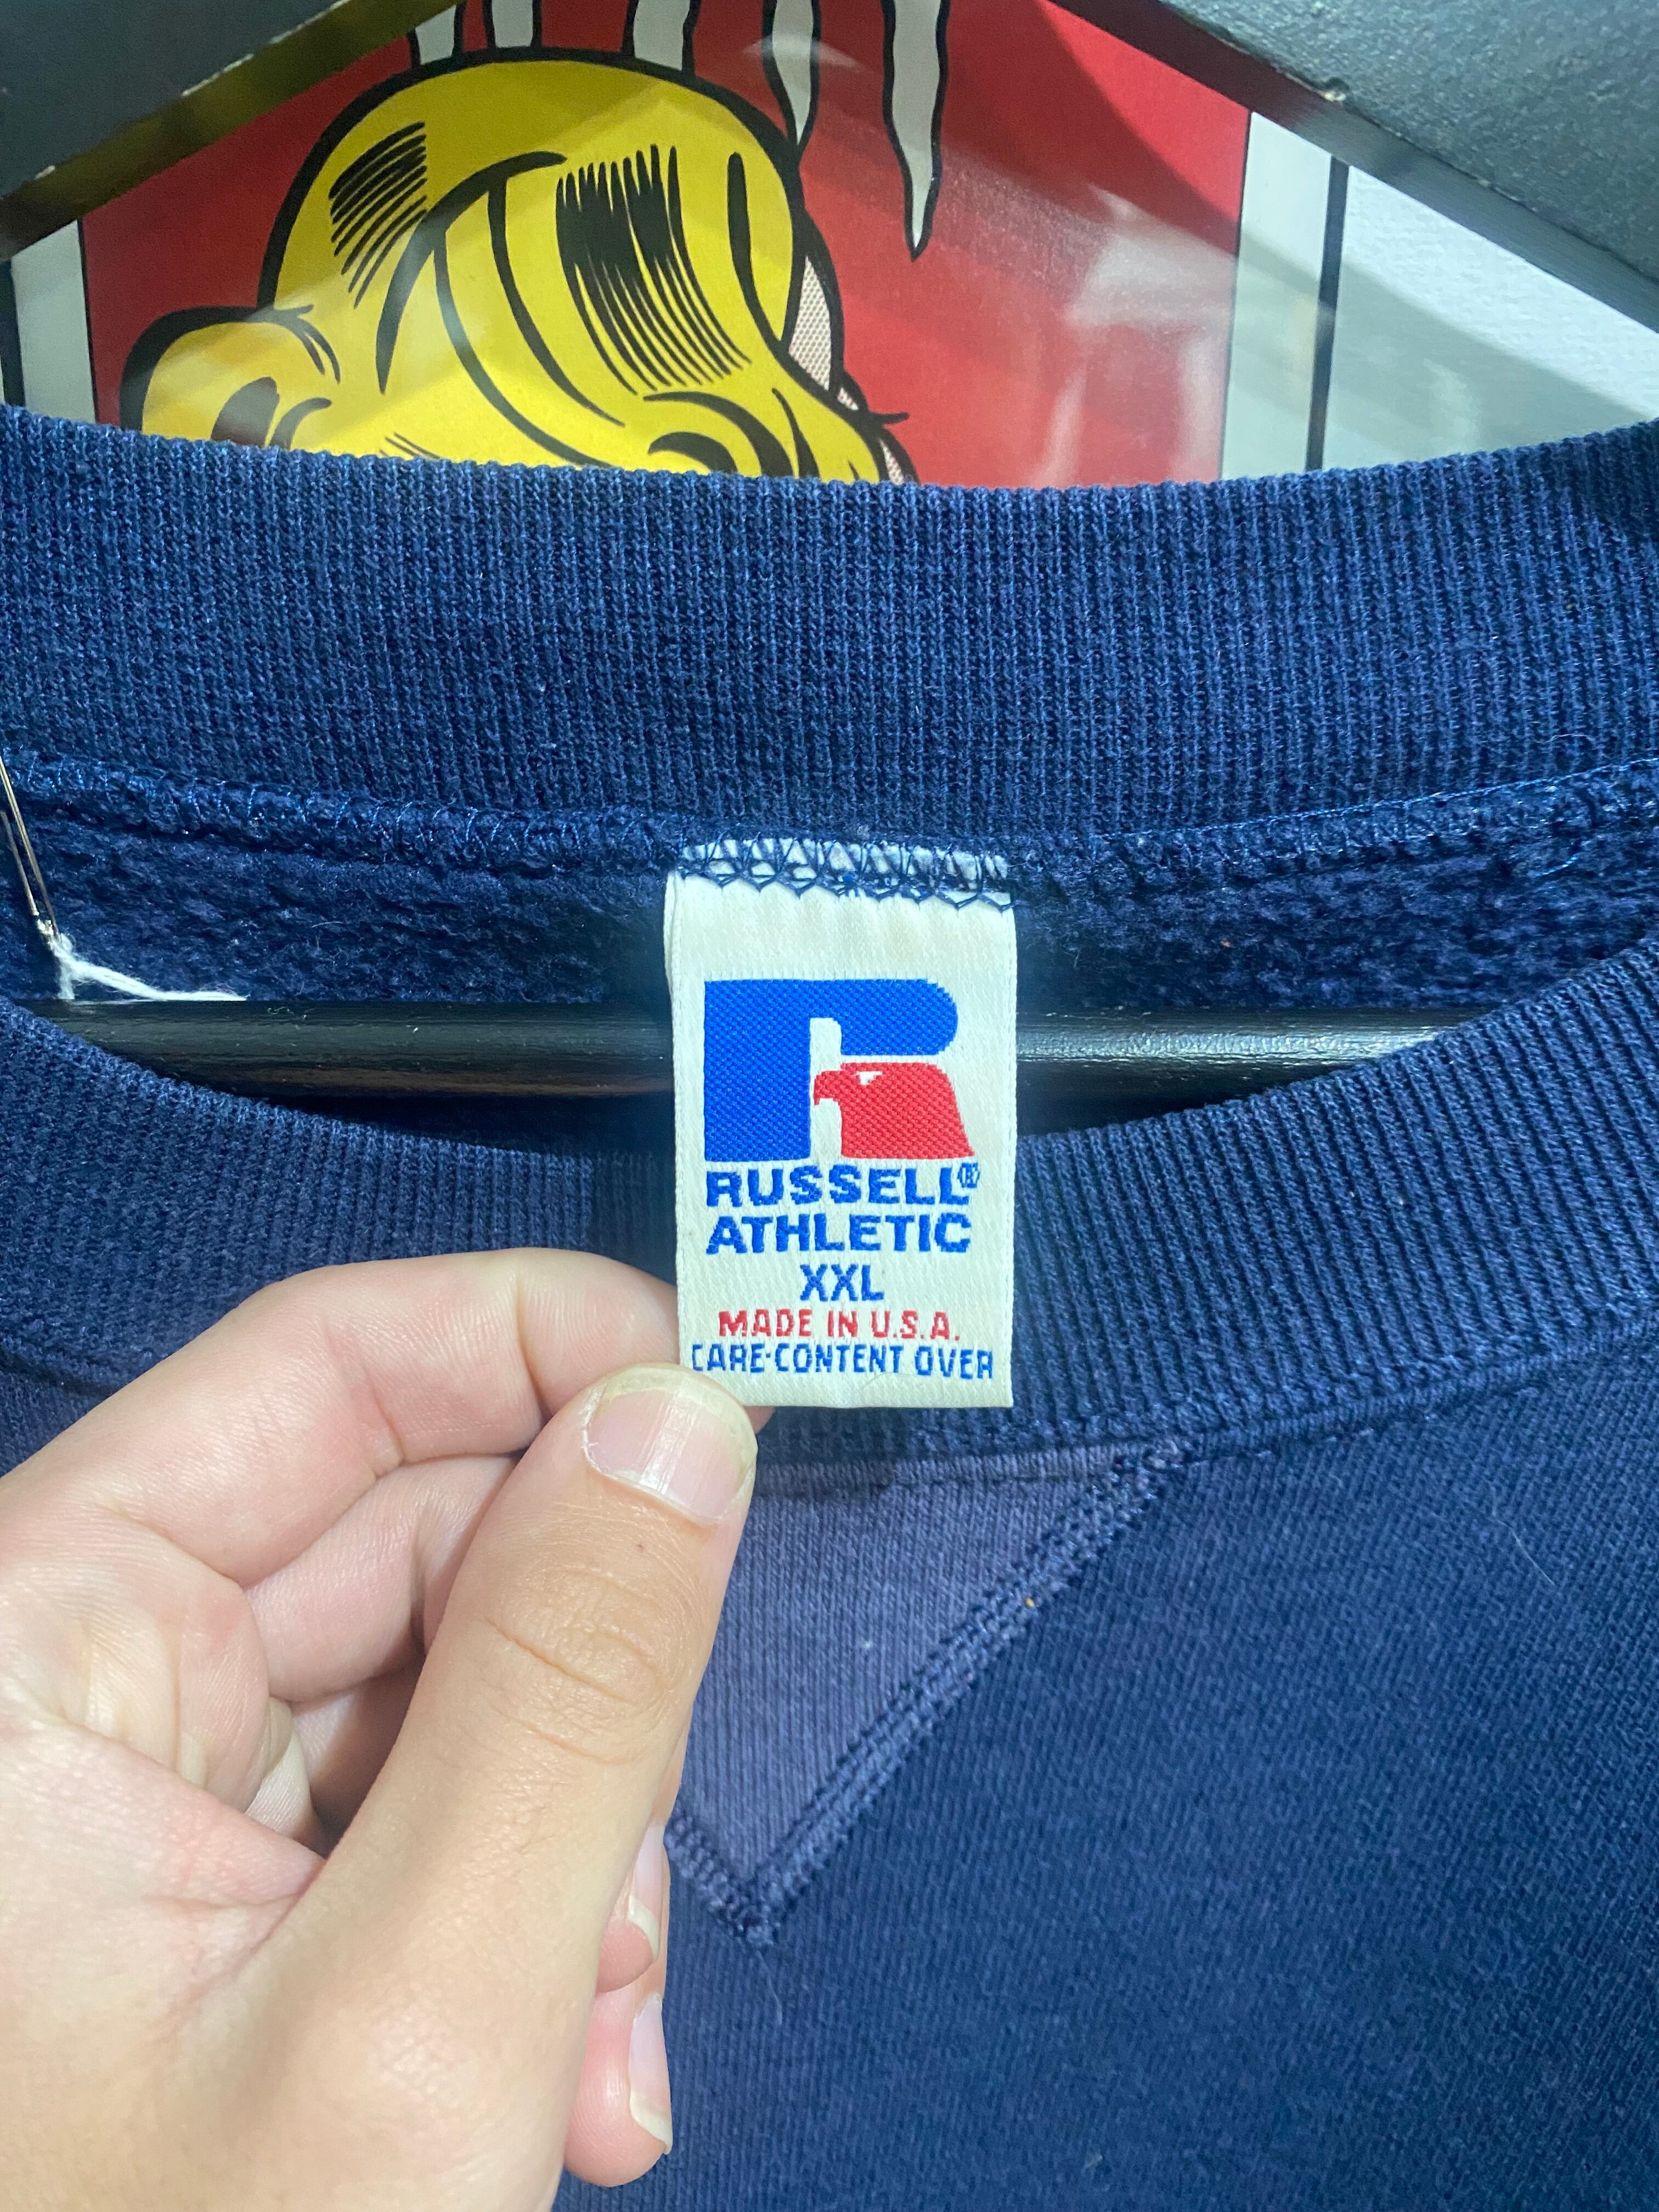 RUSSELL®
ATHLETIC
XXL
MADE IN U.S.A.
CARE·CONTENT OVER